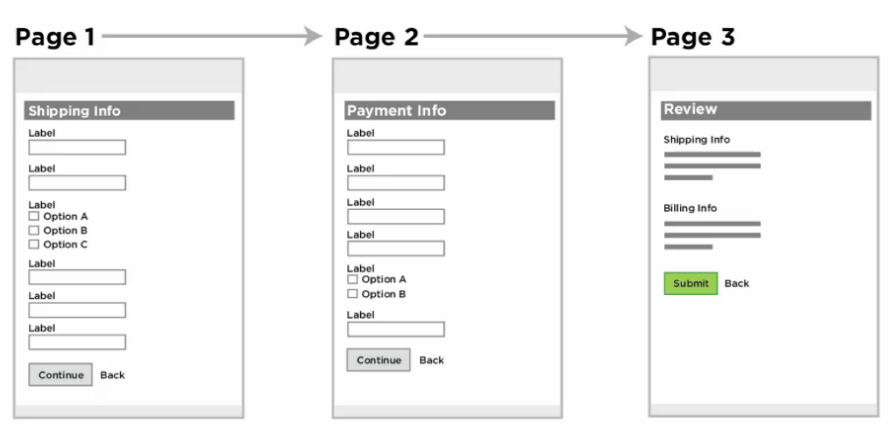 Page 1
Page 2
Page 3
Shipping Info
Label
Label
Label
Option A
Option B
Option C
Label
Label
Label
Continue Back
Payment Info
Label
Label
Label
Label
Label
Option A
Option B
Label
Continue Back
Review
Shipping Info
Billing Info
Submit Back